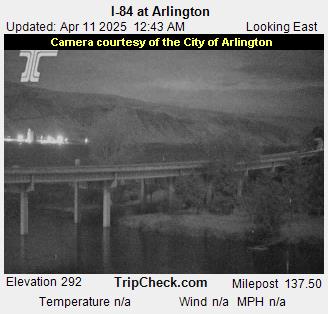 I-84 at Arlington
Updated: Apr 11 2025 12:43 AM Looking East
Camera courtesy of the City of Arlington
Elevation 292 TripCheck.com Milepost 137.50
Temperature n/a Wind n/a MPH n/a